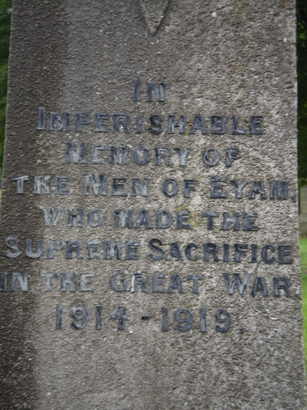 In
Imperishable
Memory of
The Men of Eyam,
Who made the
Supreme Sacrifice
In the Great War.
1914-1919.